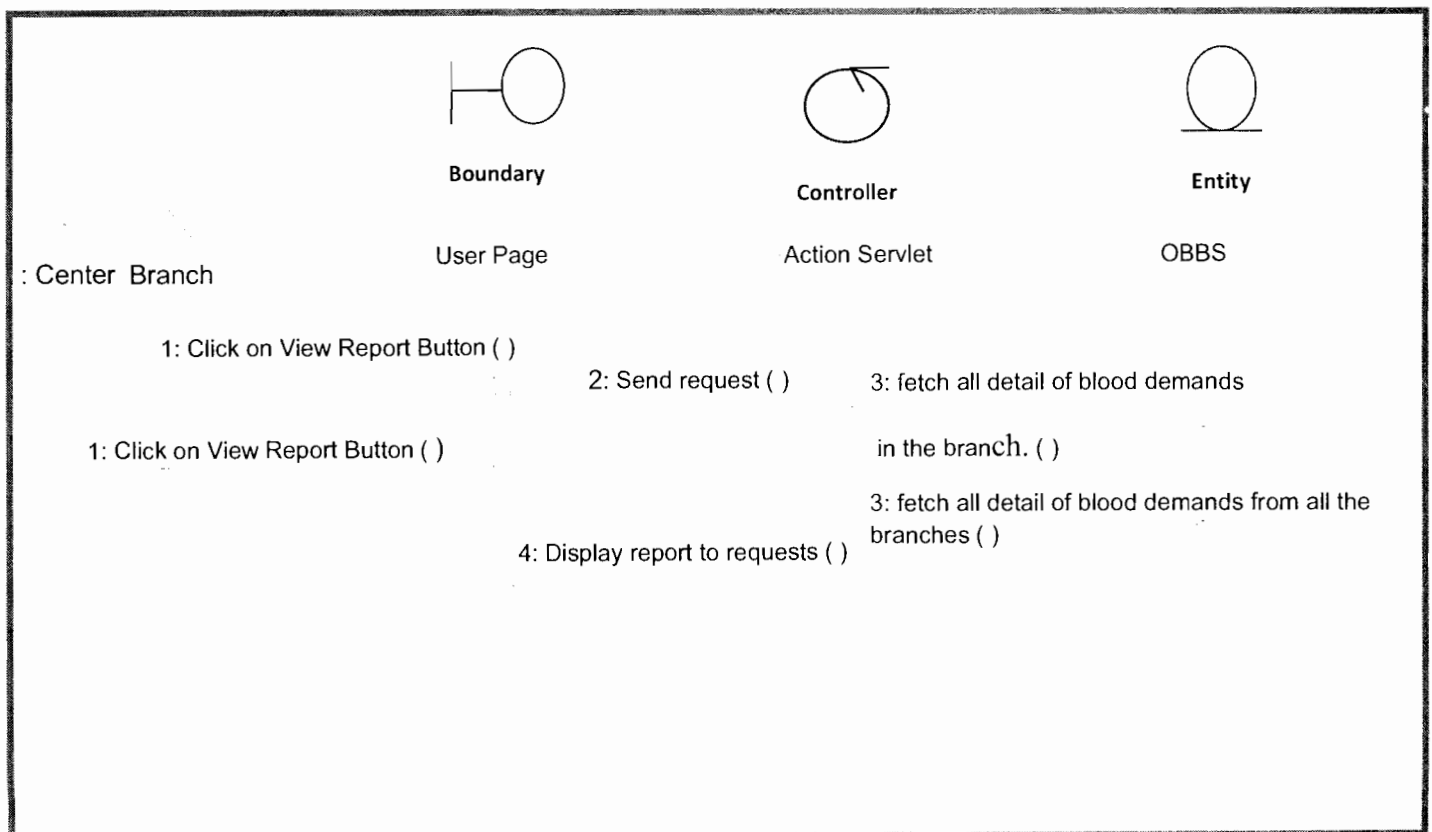 Boundary
Controller
Entity
User Page
Action Servlet
OBBS
: Center Branch
1: Click on View Report Button ( )
2: Send request ( )
3: fetch all detail of blood demands
1: Click on View Report Button ( )
in the branch. ( )
3: fetch all detail of blood demands from all the
branches ( )
4: Display report to requests ( )